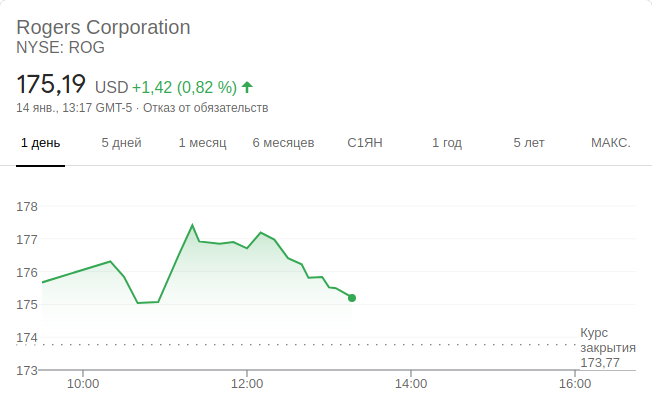 Rogers Corporation
NYSE: ROG
175,19 USD +1,42 (0,82 %)
14 янв., 13:17 GMT-5 · Отказ от обязательств
1 день 5 дней 1 месяц 6 месяцев С1ЯН 1 год 5 лет МАКС.
178
177
176
175
174
173
Курс
закрытия
173,77
10:00 12:00 14:00 16:00